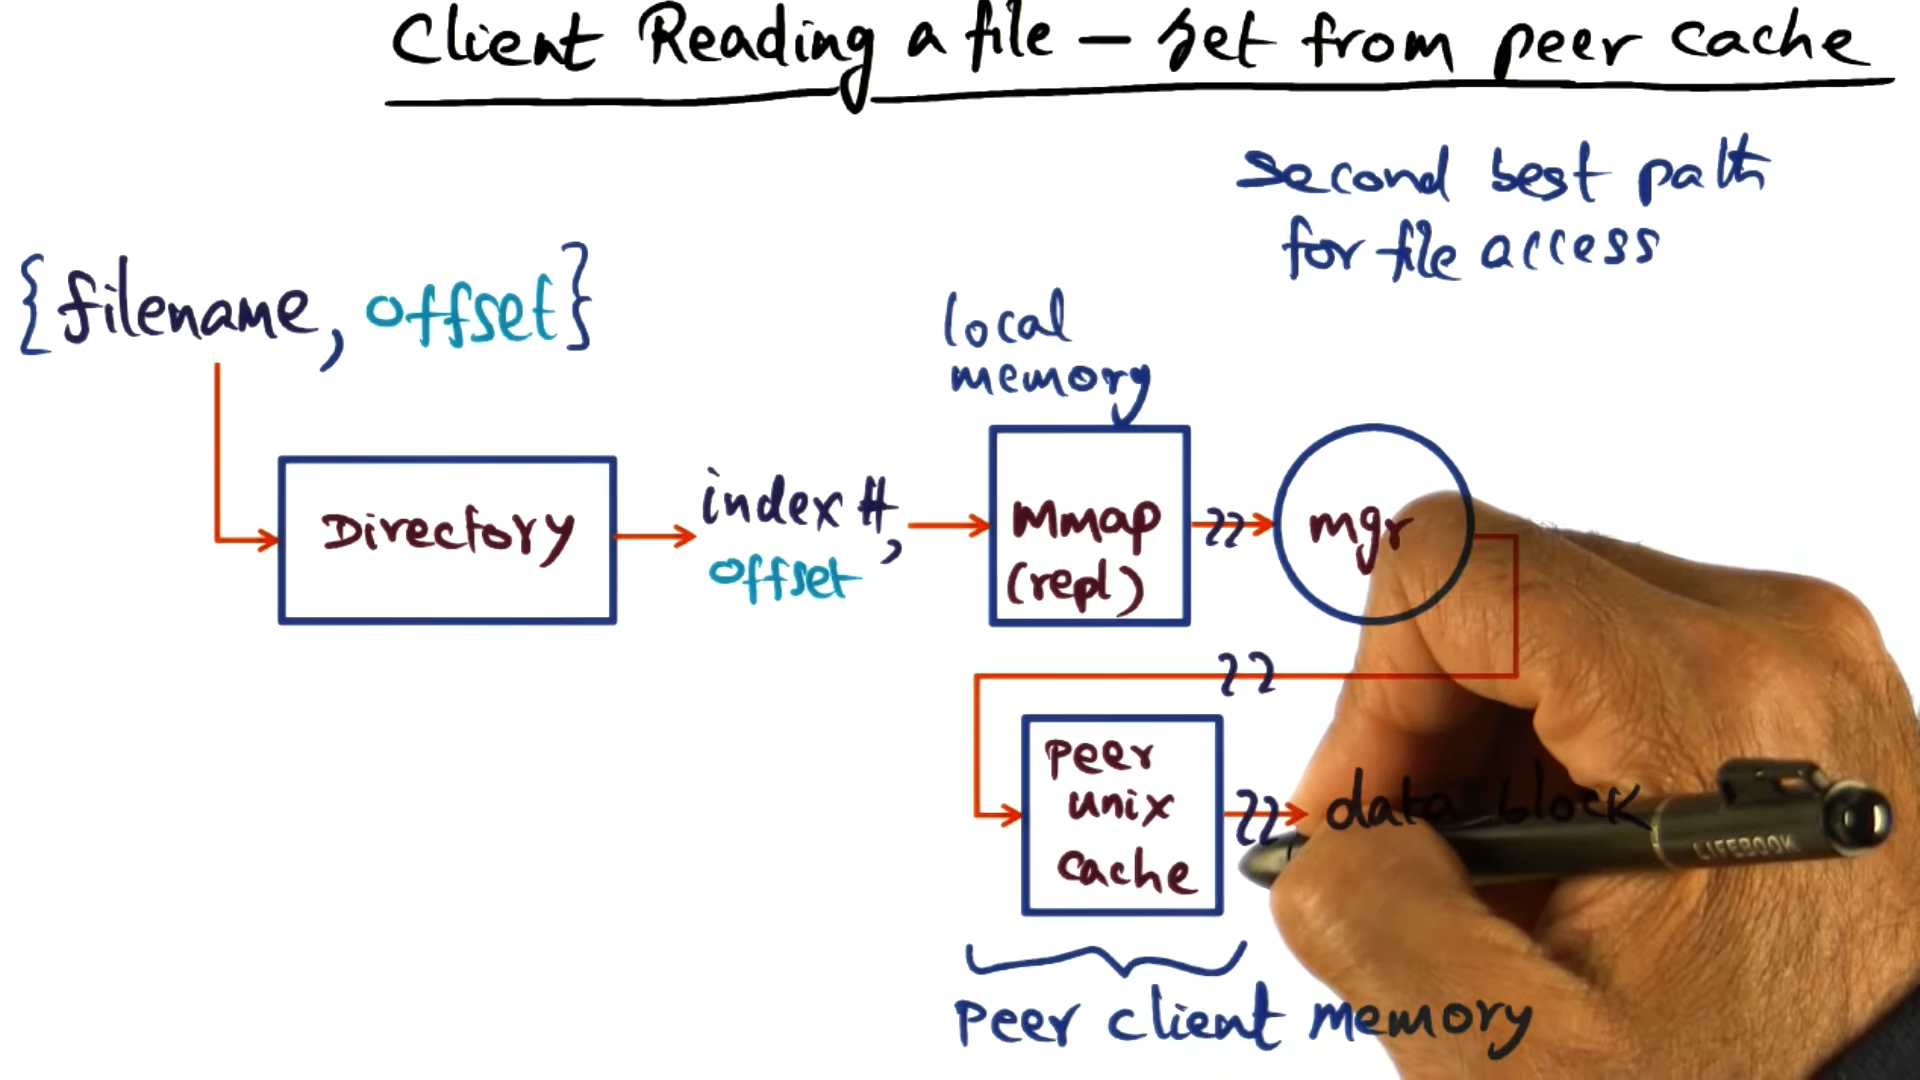 Client Reading a file - get from peer cache
second best path
for file access
{filename, offset}
local
memory
Directory
index #,
offset
Mmap
(repl)
mgr
peer
unix
cache
data block
LIFEBOOK
peer client memory